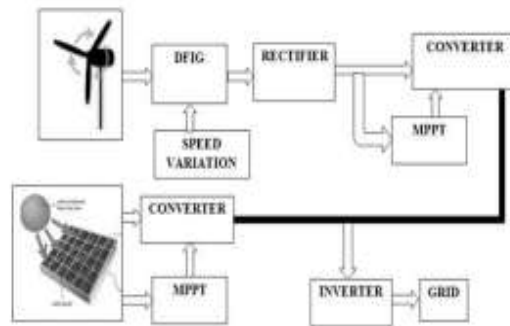 DFIG
RECTIFIER
CONVERTER
MPPT
SPEED
VARIATION
CONVERTER
MPPT
INVERTER
GRID